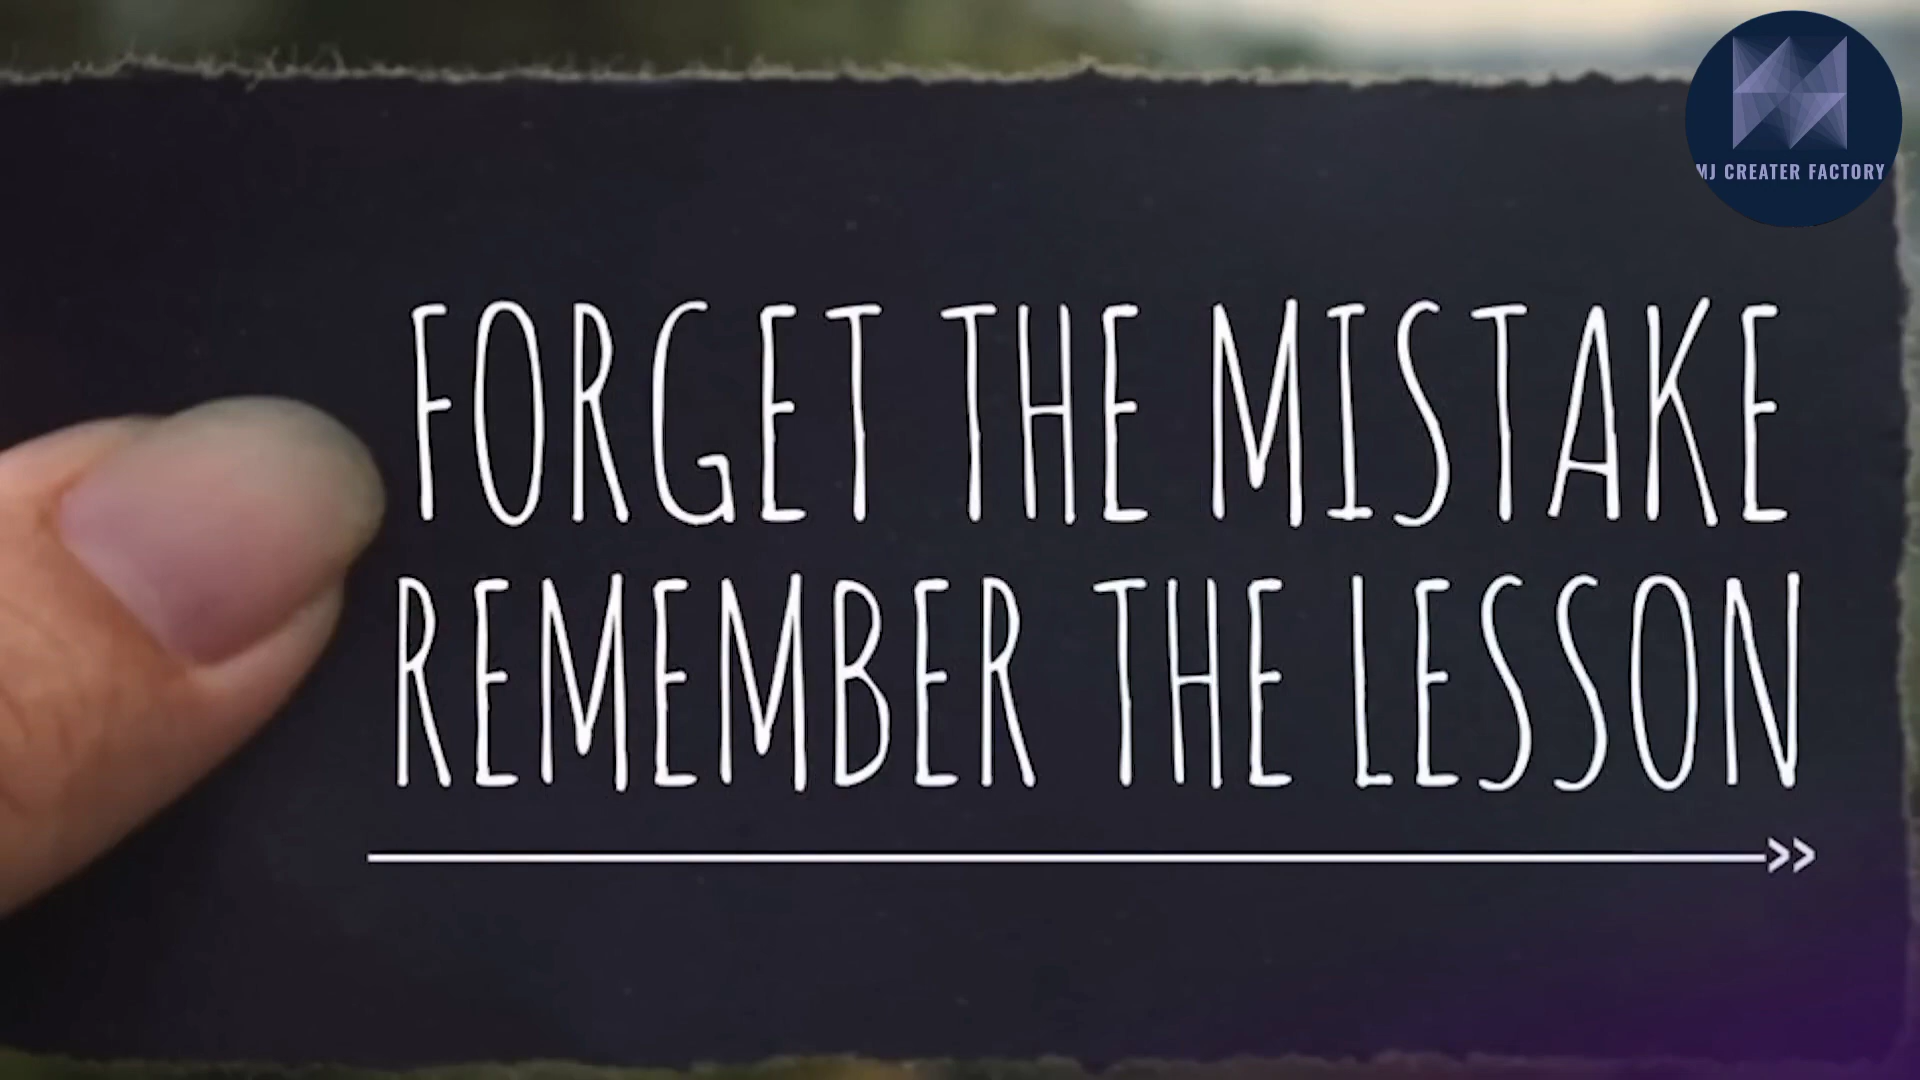 MJ CREATER FACTORY
FORGET THE MISTAKE
REMEMBER THE LESSON